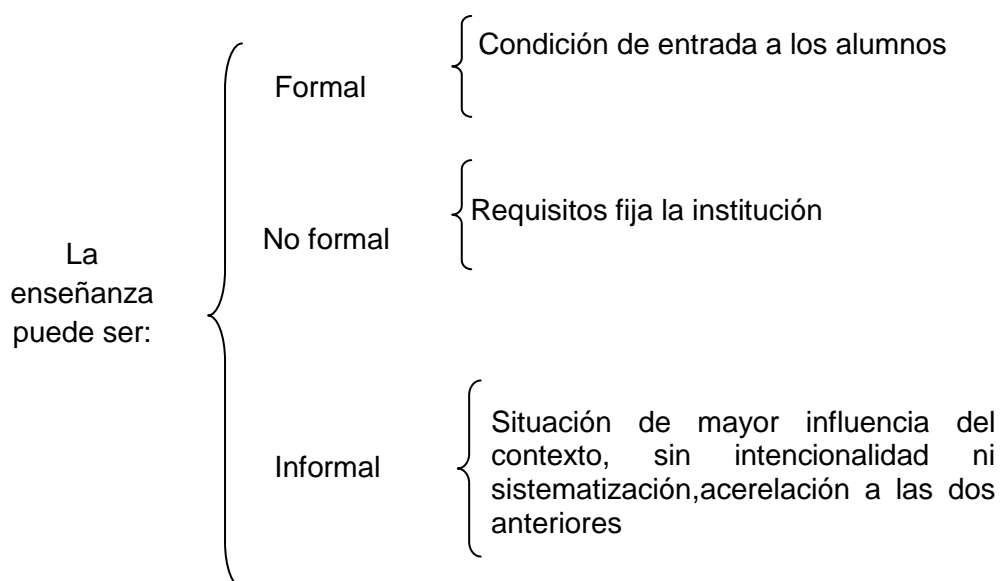 Condición de entrada a los alumnos
Formal
No formal
Requisitos fija la institución
La
enseñanza
puede ser:
Informal
Situación de mayor influencia del
contexto, sin intencionalidad ni
sistematización,acerelación a las dos
anteriores